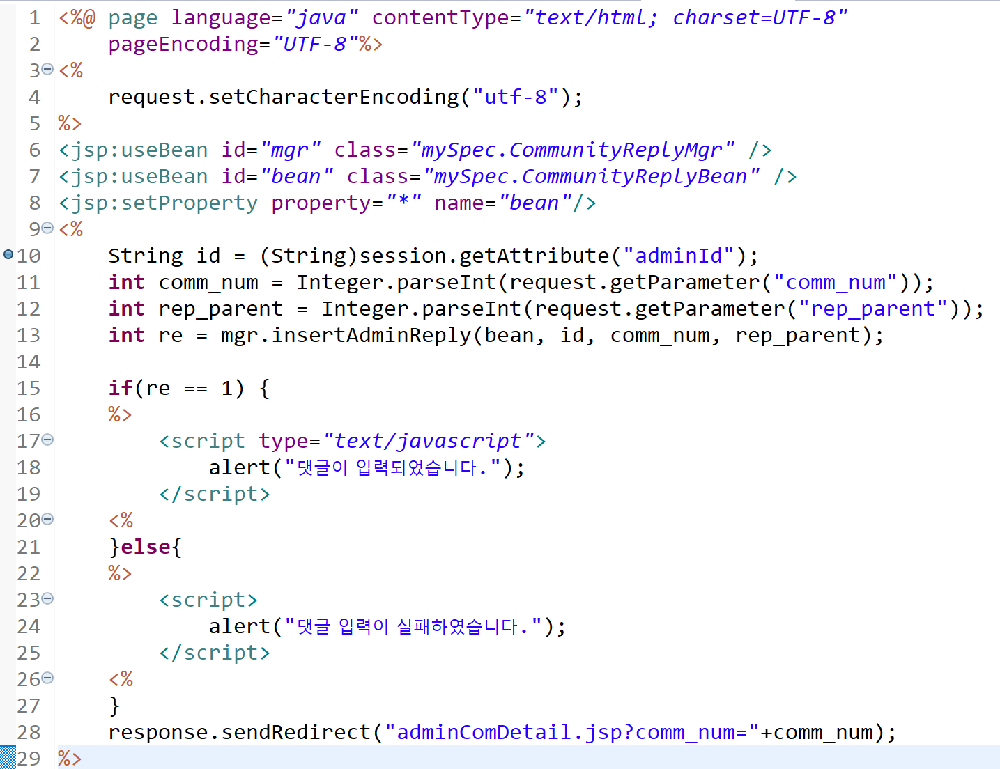 1 <%@ page language="java" contentType="text/html; charset=UTF-8"
2     pageEncoding="UTF-8"%>
3 <%
4     request.setCharacterEncoding("utf-8");
5 %>
6 <jsp:useBean id="mgr" class="mySpec.CommunityReplyMgr" />
7 <jsp:useBean id="bean" class="mySpec.CommunityReplyBean" />
8 <jsp:setProperty property="*" name="bean"/>
9 <%
10     String id = (String)session.getAttribute("adminId");
11     int comm_num = Integer.parseInt(request.getParameter("comm_num"));
12     int rep_parent = Integer.parseInt(request.getParameter("rep_parent"));
13     int re = mgr.insertAdminReply(bean, id, comm_num, rep_parent);
14
15     if(re == 1) {
16     %>
17         <script type="text/javascript">
18             alert("댓글이 입력되었습니다.");
19         </script>
20     <%
21     }else{
22     %>
23         <script>
24             alert("댓글 입력이 실패하였습니다.");
25         </script>
26     <%
27     }
28     response.sendRedirect("adminComDetail.jsp?comm_num="+comm_num);
29 %>